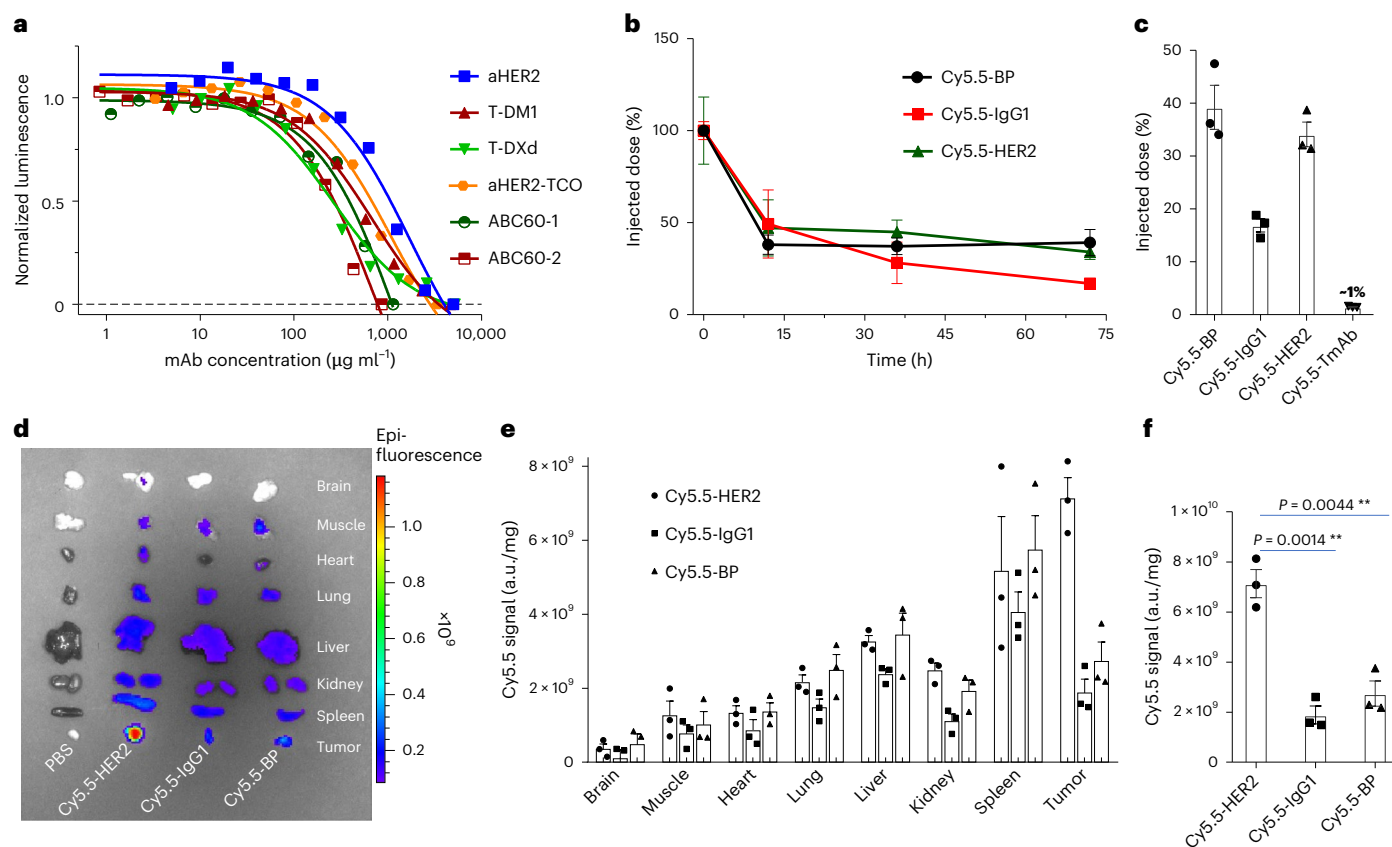 a
Normalized luminescence
1.0
0.5
0
1
10
100
1,000
10,000
mAb concentration (µg ml⁻¹)
aHER2
T-DM1
T-DXd
aHER2-TCO
ABC60-1
ABC60-2
b
Injected dose (%)
150
100
50
0
0
15
30
45
60
75
Time (h)
Cy5.5-BP
Cy5.5-IgG1
Cy5.5-HER2
c
Injected dose (%)
50
40
30
20
10
0
~1%
Cy5.5-BP
Cy5.5-IgG1
Cy5.5-HER2
Cy5.5-TmAb
d
Epi-
fluorescence
Brain
Muscle
Heart
Lung
Liver
Kidney
Spleen
Tumor
PBS
Cy5.5-HER2
Cy5.5-IgG1
Cy5.5-BP
1.0
0.8
0.6
0.4
0.2
×10⁹
e
Cy5.5 signal (a.u./mg)
8 × 10⁹
6 × 10⁹
4 × 10⁹
2 × 10⁹
0
Cy5.5-HER2
Cy5.5-IgG1
Cy5.5-BP
Brain
Muscle
Heart
Lung
Liver
Kidney
Spleen
Tumor
f
Cy5.5 signal (a.u./mg)
1 × 10¹⁰
8 × 10⁹
6 × 10⁹
4 × 10⁹
2 × 10⁹
0
P = 0.0044 **
P = 0.0014 **
Cy5.5-HER2
Cy5.5-IgG1
Cy5.5-BP